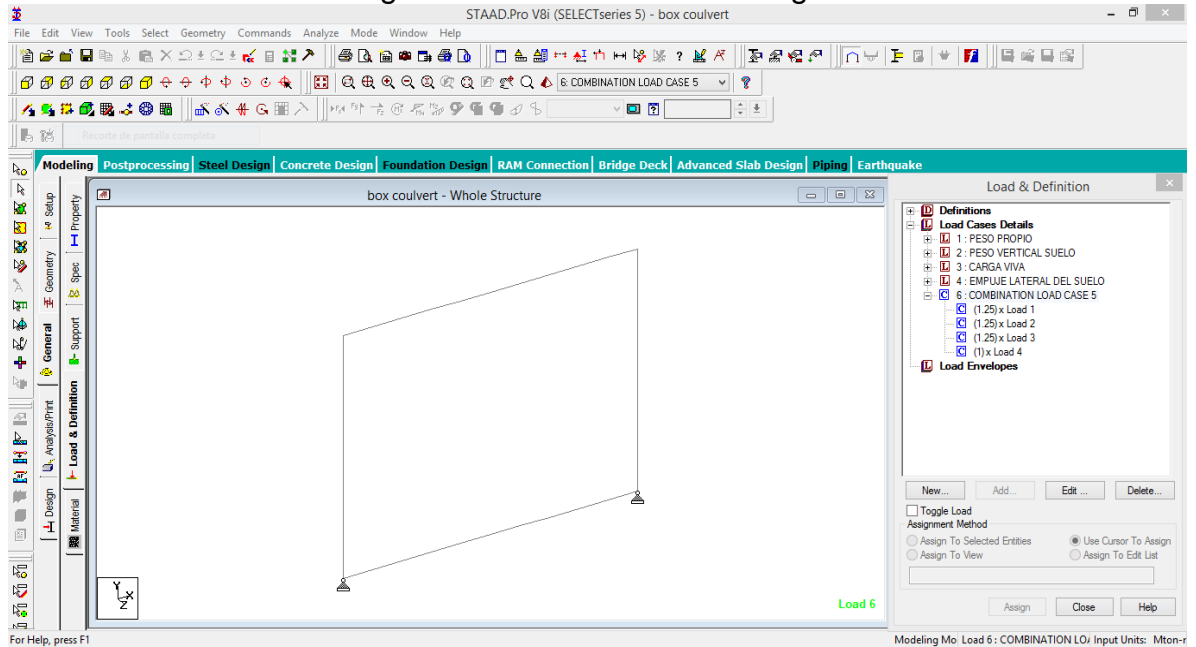 STAAD.Pro V8i (SELECTseries 5) - box coulvert
File Edit View Tools Select Geometry Commands Analyze Mode Window Help
6: COMBINATION LOAD CASE 5
Recorte de pantalla completa
Modeling Postprocessing Steel Design Concrete Design Foundation Design RAM Connection Bridge Deck Advanced Slab Design Piping Earthquake
Setup
Geometry
General
Analysis/Print
Design
Property
Spec
Support
Load & Definition
Material
box coulvert - Whole Structure
Y
X
Z
Load 6
Load & Definition
Definitions
Load Cases Details
1 : PESO PROPIO
2 : PESO VERTICAL SUELO
3 : CARGA VIVA
4 : EMPUJE LATERAL DEL SUELO
6 : COMBINATION LOAD CASE 5
(1.25) x Load 1
(1.25) x Load 2
(1.25) x Load 3
(1) x Load 4
Load Envelopes
New... Add... Edit ... Delete...
Toggle Load
Assignment Method
Assign To Selected Entities Use Cursor To Assign
Assign To View Assign To Edit List
Assign Close Help
For Help, press F1 Modeling Mo Load 6 : COMBINATION LO Input Units: Mton-